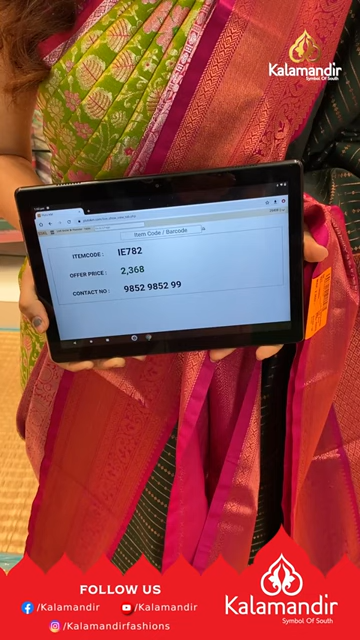 Kalamandir
Symbol Of South
Item Code / Barcode
ITEMCODE : IE782
OFFER PRICE : 2,368
CONTACT NO : 9852 9852 99
FOLLOW US
/Kalamandir /Kalamandir
/Kalamandirfashions
Kalamandir
Symbol Of South